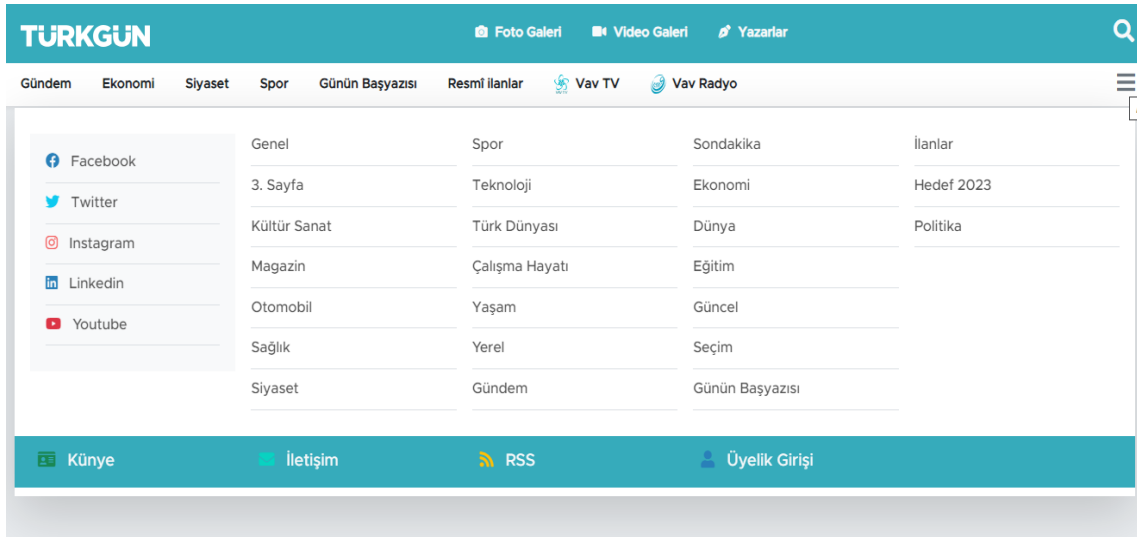 TÜRKGÜN
Foto Galeri Video Galeri Yazarlar
Gündem Ekonomi Siyaset Spor Günün Başyazısı Resmî ilanlar Vav TV Vav Radyo
Facebook
Twitter
Instagram
Linkedin
Youtube
Genel
3. Sayfa
Kültür Sanat
Magazin
Otomobil
Sağlık
Siyaset
Spor
Teknoloji
Türk Dünyası
Çalışma Hayatı
Yaşam
Yerel
Gündem
Sondakika
Ekonomi
Dünya
Eğitim
Güncel
Seçim
Günün Başyazısı
İlanlar
Hedef 2023
Politika
Künye İletişim RSS Üyelik Girişi